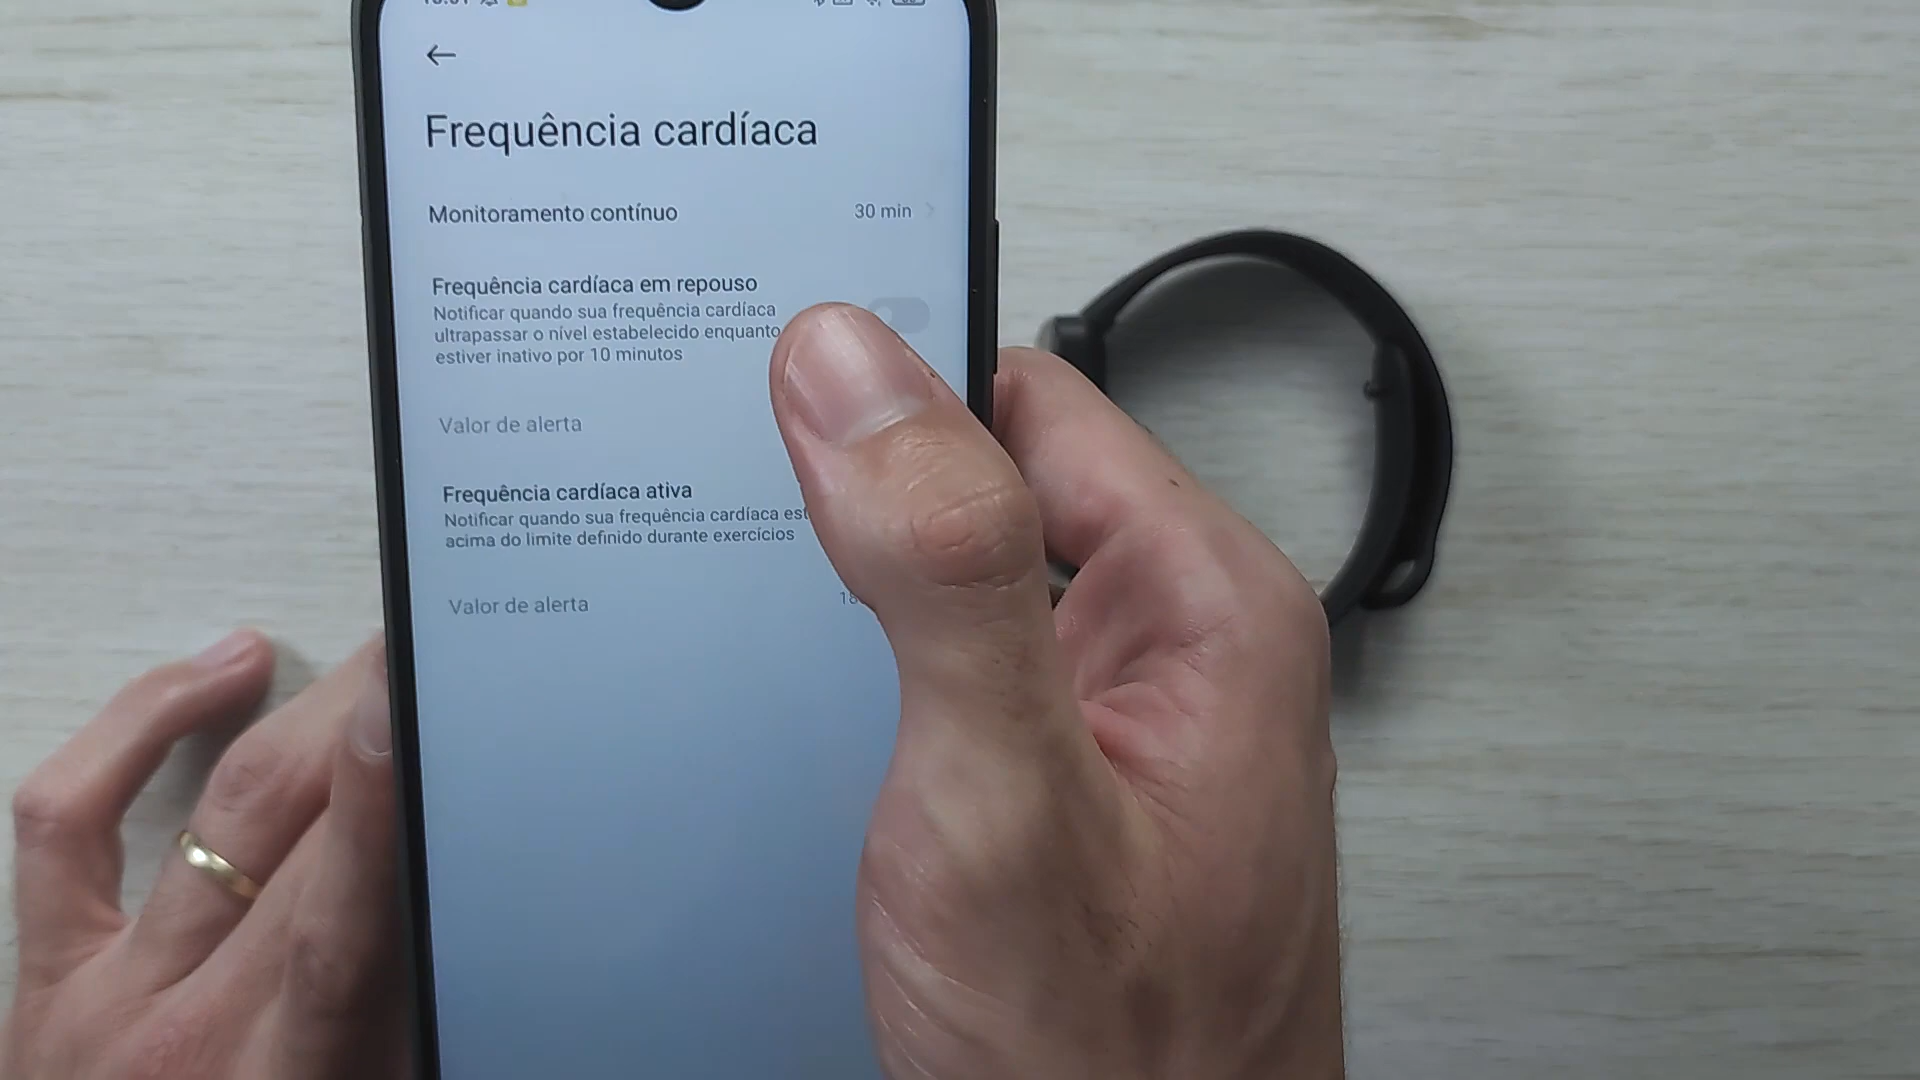 Frequência cardíaca
Monitoramento contínuo 30 min
Frequência cardíaca em repouso
Notificar quando sua frequência cardíaca
ultrapassar o nível estabelecido enquanto
estiver inativo por 10 minutos
Valor de alerta
Frequência cardíaca ativa
Notificar quando sua frequência cardíaca
acima do limite definido durante exercícios
Valor de alerta